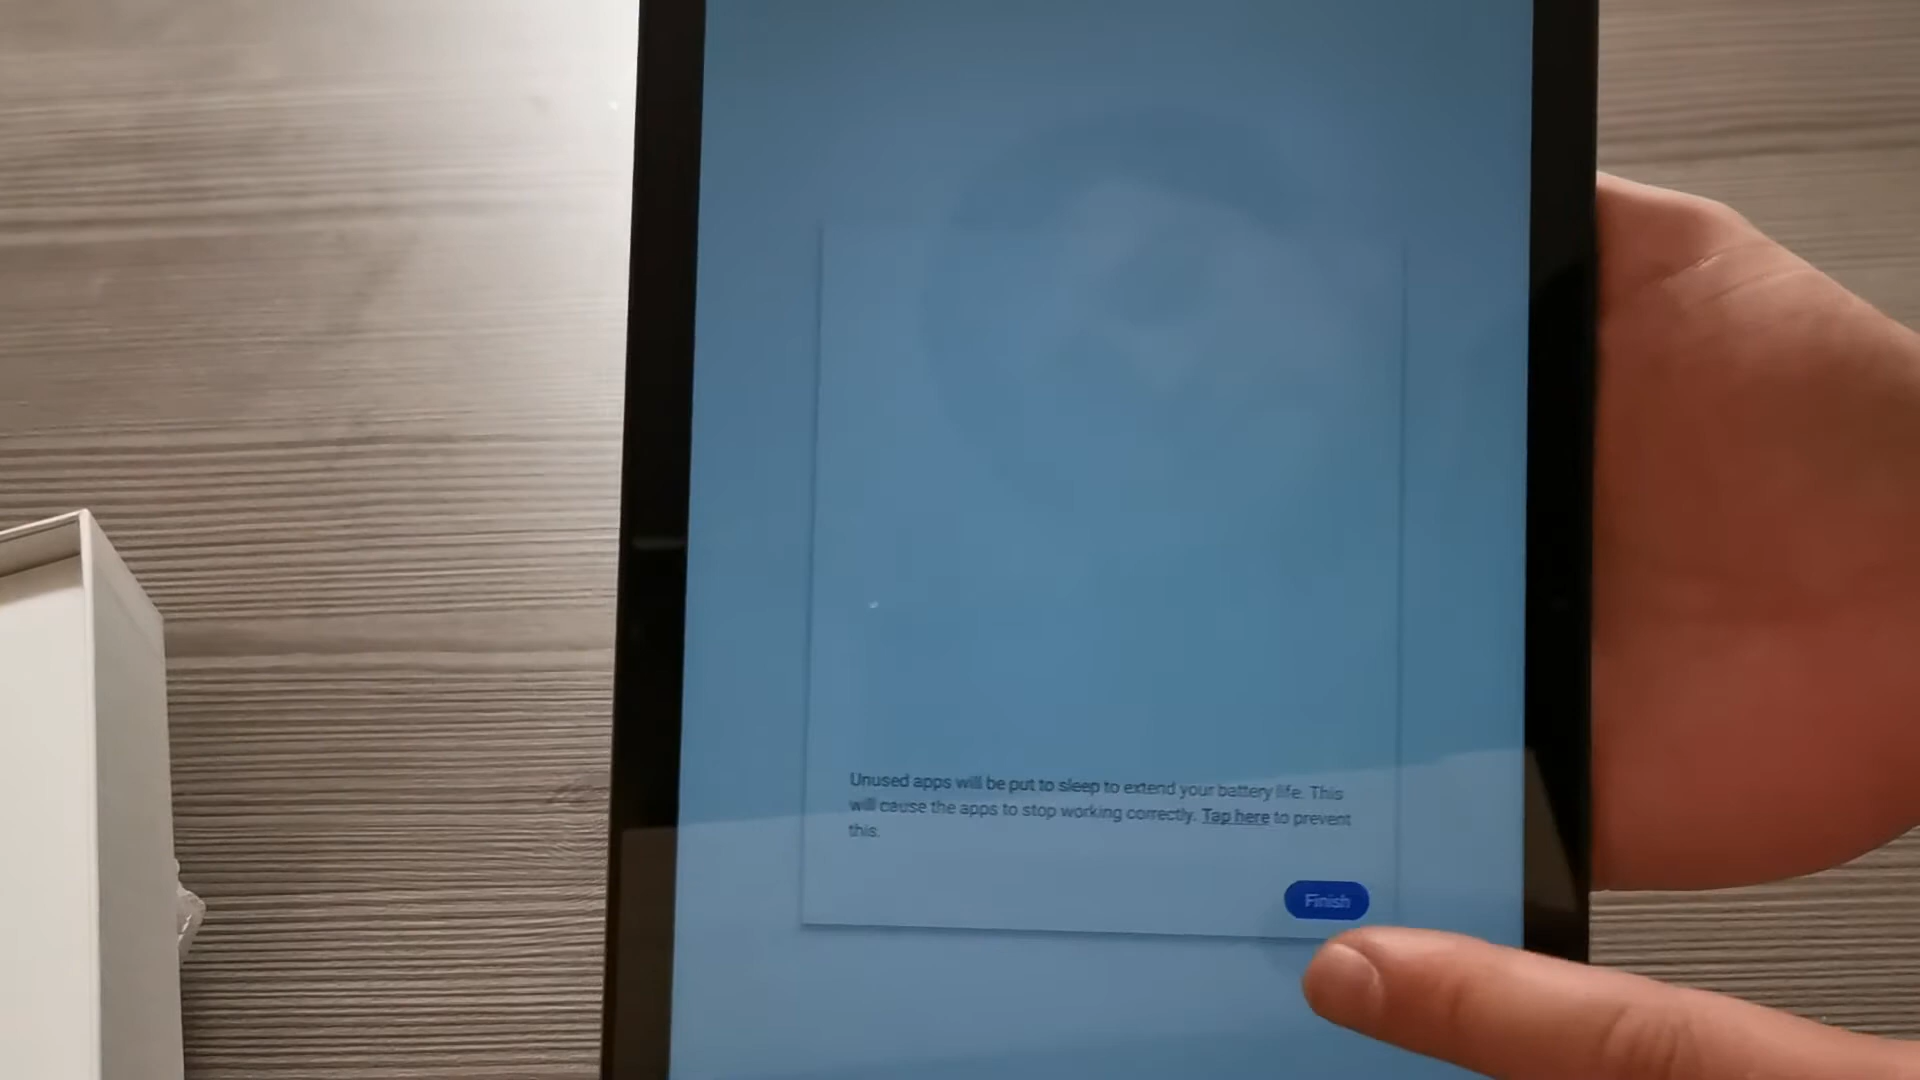 Unused apps will be put to sleep to extend your battery life. This
will cause the apps to stop working correctly. Tap here to prevent
this.
Finish